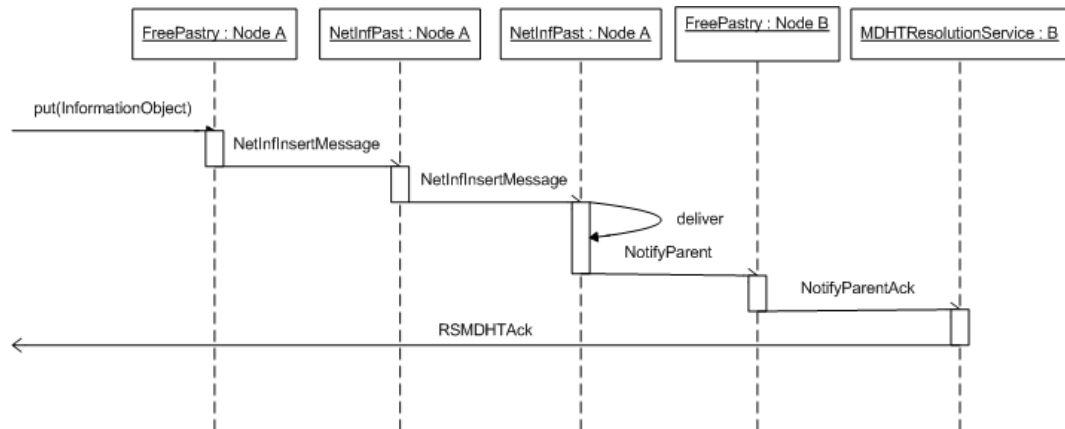 FreePastry : Node A
NetInfPast : Node A
NetInfPast : Node A
FreePastry : Node B
MDHTResolutionService : B
put(InformationObject)
NetInfInsertMessage
NetInfInsertMessage
deliver
NotifyParent
NotifyParentAck
RSMDHTAck